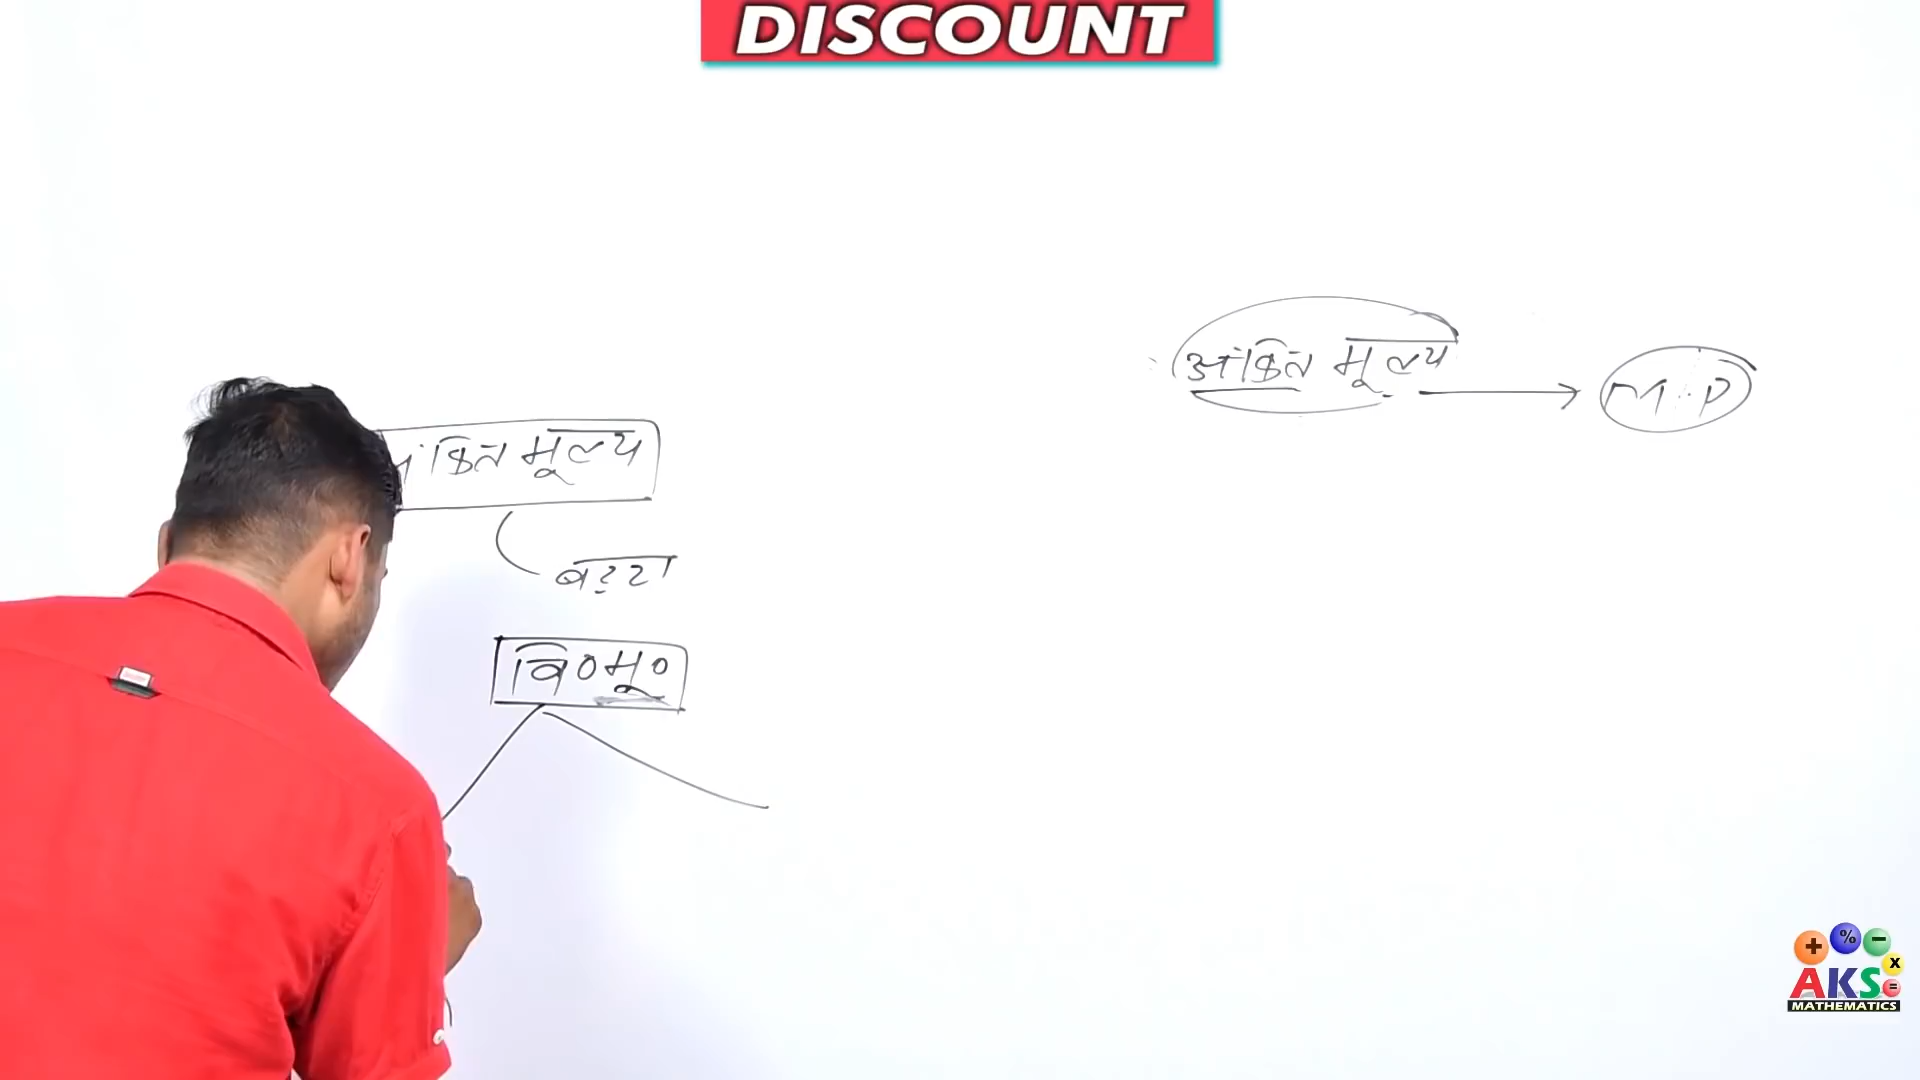 DISCOUNT
अंकित मूल्य → M.P
अंकित मूल्य
बट्टा
वि०मू०
+ % - x =
AKS
MATHEMATICS